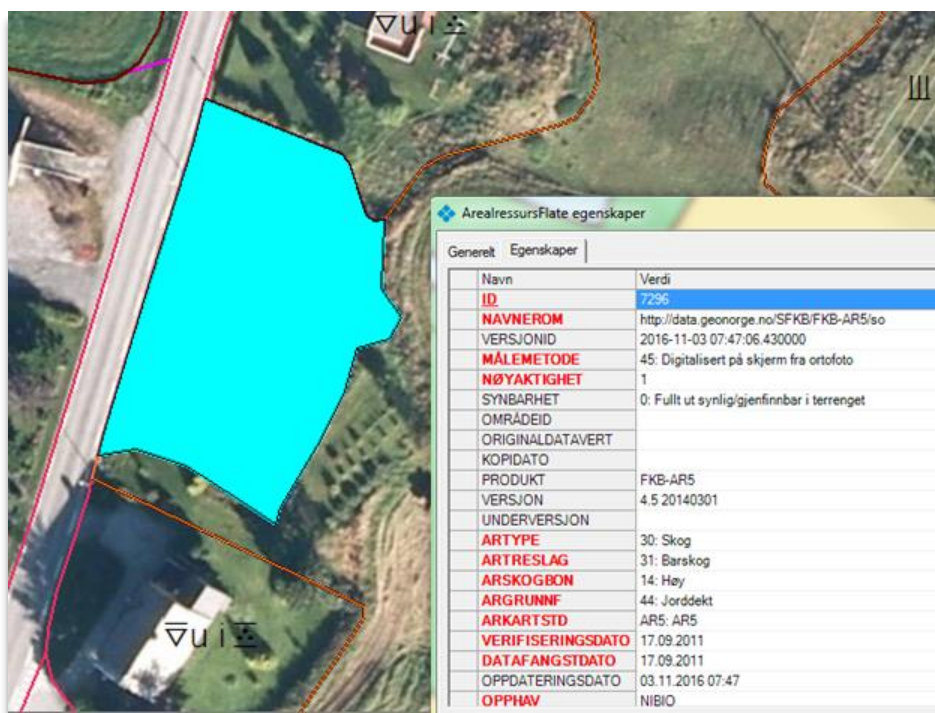 u i
ArealressursFlate egenskaper
Generelt Egenskaper
Navn Verdi
ID 7296
NAVNEROM http://data.geonorge.no/SFKB/FKB-AR5/so
VERSJONID 2016-11-03 07:47:06.430000
MÅLEMETODE 45: Digitalisert på skjerm fra ortofoto
NØYAKTIGHET 1
SYNBARHET 0: Fullt ut synlig/gjenfinnbar i terrenget
OMRÅDEID
ORIGINALDATAVERT
KOPIDATO
PRODUKT FKB-AR5
VERSJON 4.5 20140301
UNDERVERSJON
ARTYPE 30: Skog
ARTRESLAG 31: Barskog
ARSKOGBON 14: Høy
ARGRUNNF 44: Jorddekt
ARKARTSTD AR5: AR5
VERIFISERINGSDATO 17.09.2011
DATAFANGSTDATO 17.09.2011
OPPDATERINGSDATO 03.11.2016 07:47
OPPHAV NIBIO
u i